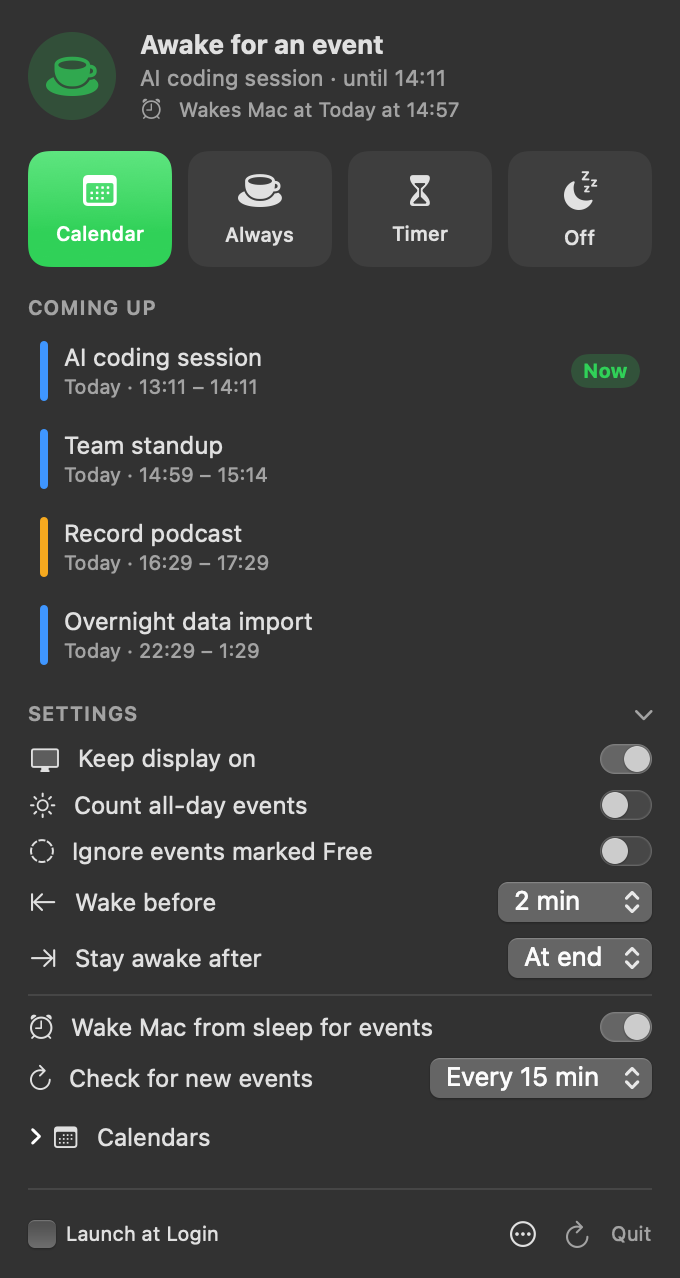 Awake for an event
AI coding session · until 14:11
Wakes Mac at Today at 14:57
Calendar
Always
Timer
Off
COMING UP
AI coding session
Today · 13:11 – 14:11
Now
Team standup
Today · 14:59 – 15:14
Record podcast
Today · 16:29 – 17:29
Overnight data import
Today · 22:29 – 1:29
SETTINGS
Keep display on
Count all-day events
Ignore events marked Free
Wake before
2 min
Stay awake after
At end
Wake Mac from sleep for events
Check for new events
Every 15 min
Calendars
Launch at Login
Quit